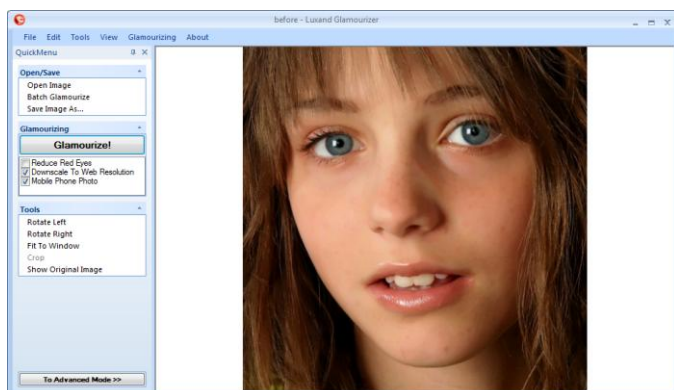 before - Luxand Glamourizer
File Edit Tools View Glamourizing About
QuickMenu
Open/Save
Open Image
Batch Glamourize
Save Image As...
Glamourizing
Glamourize!
Reduce Red Eyes
Downscale To Web Resolution
Mobile Phone Photo
Tools
Rotate Left
Rotate Right
Fit To Window
Crop
Show Original Image
To Advanced Mode >>